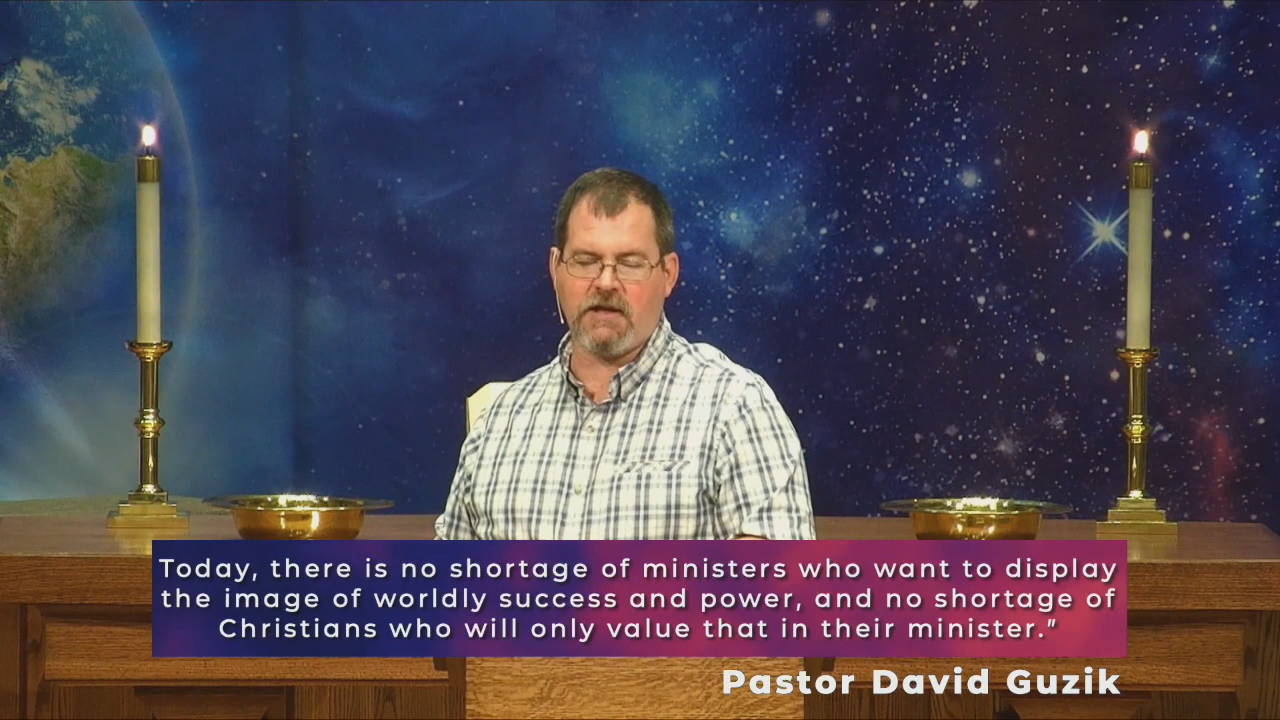 Today, there is no shortage of ministers who want to display
the image of worldly success and power, and no shortage of
Christians who will only value that in their minister.”
Pastor David Guzik